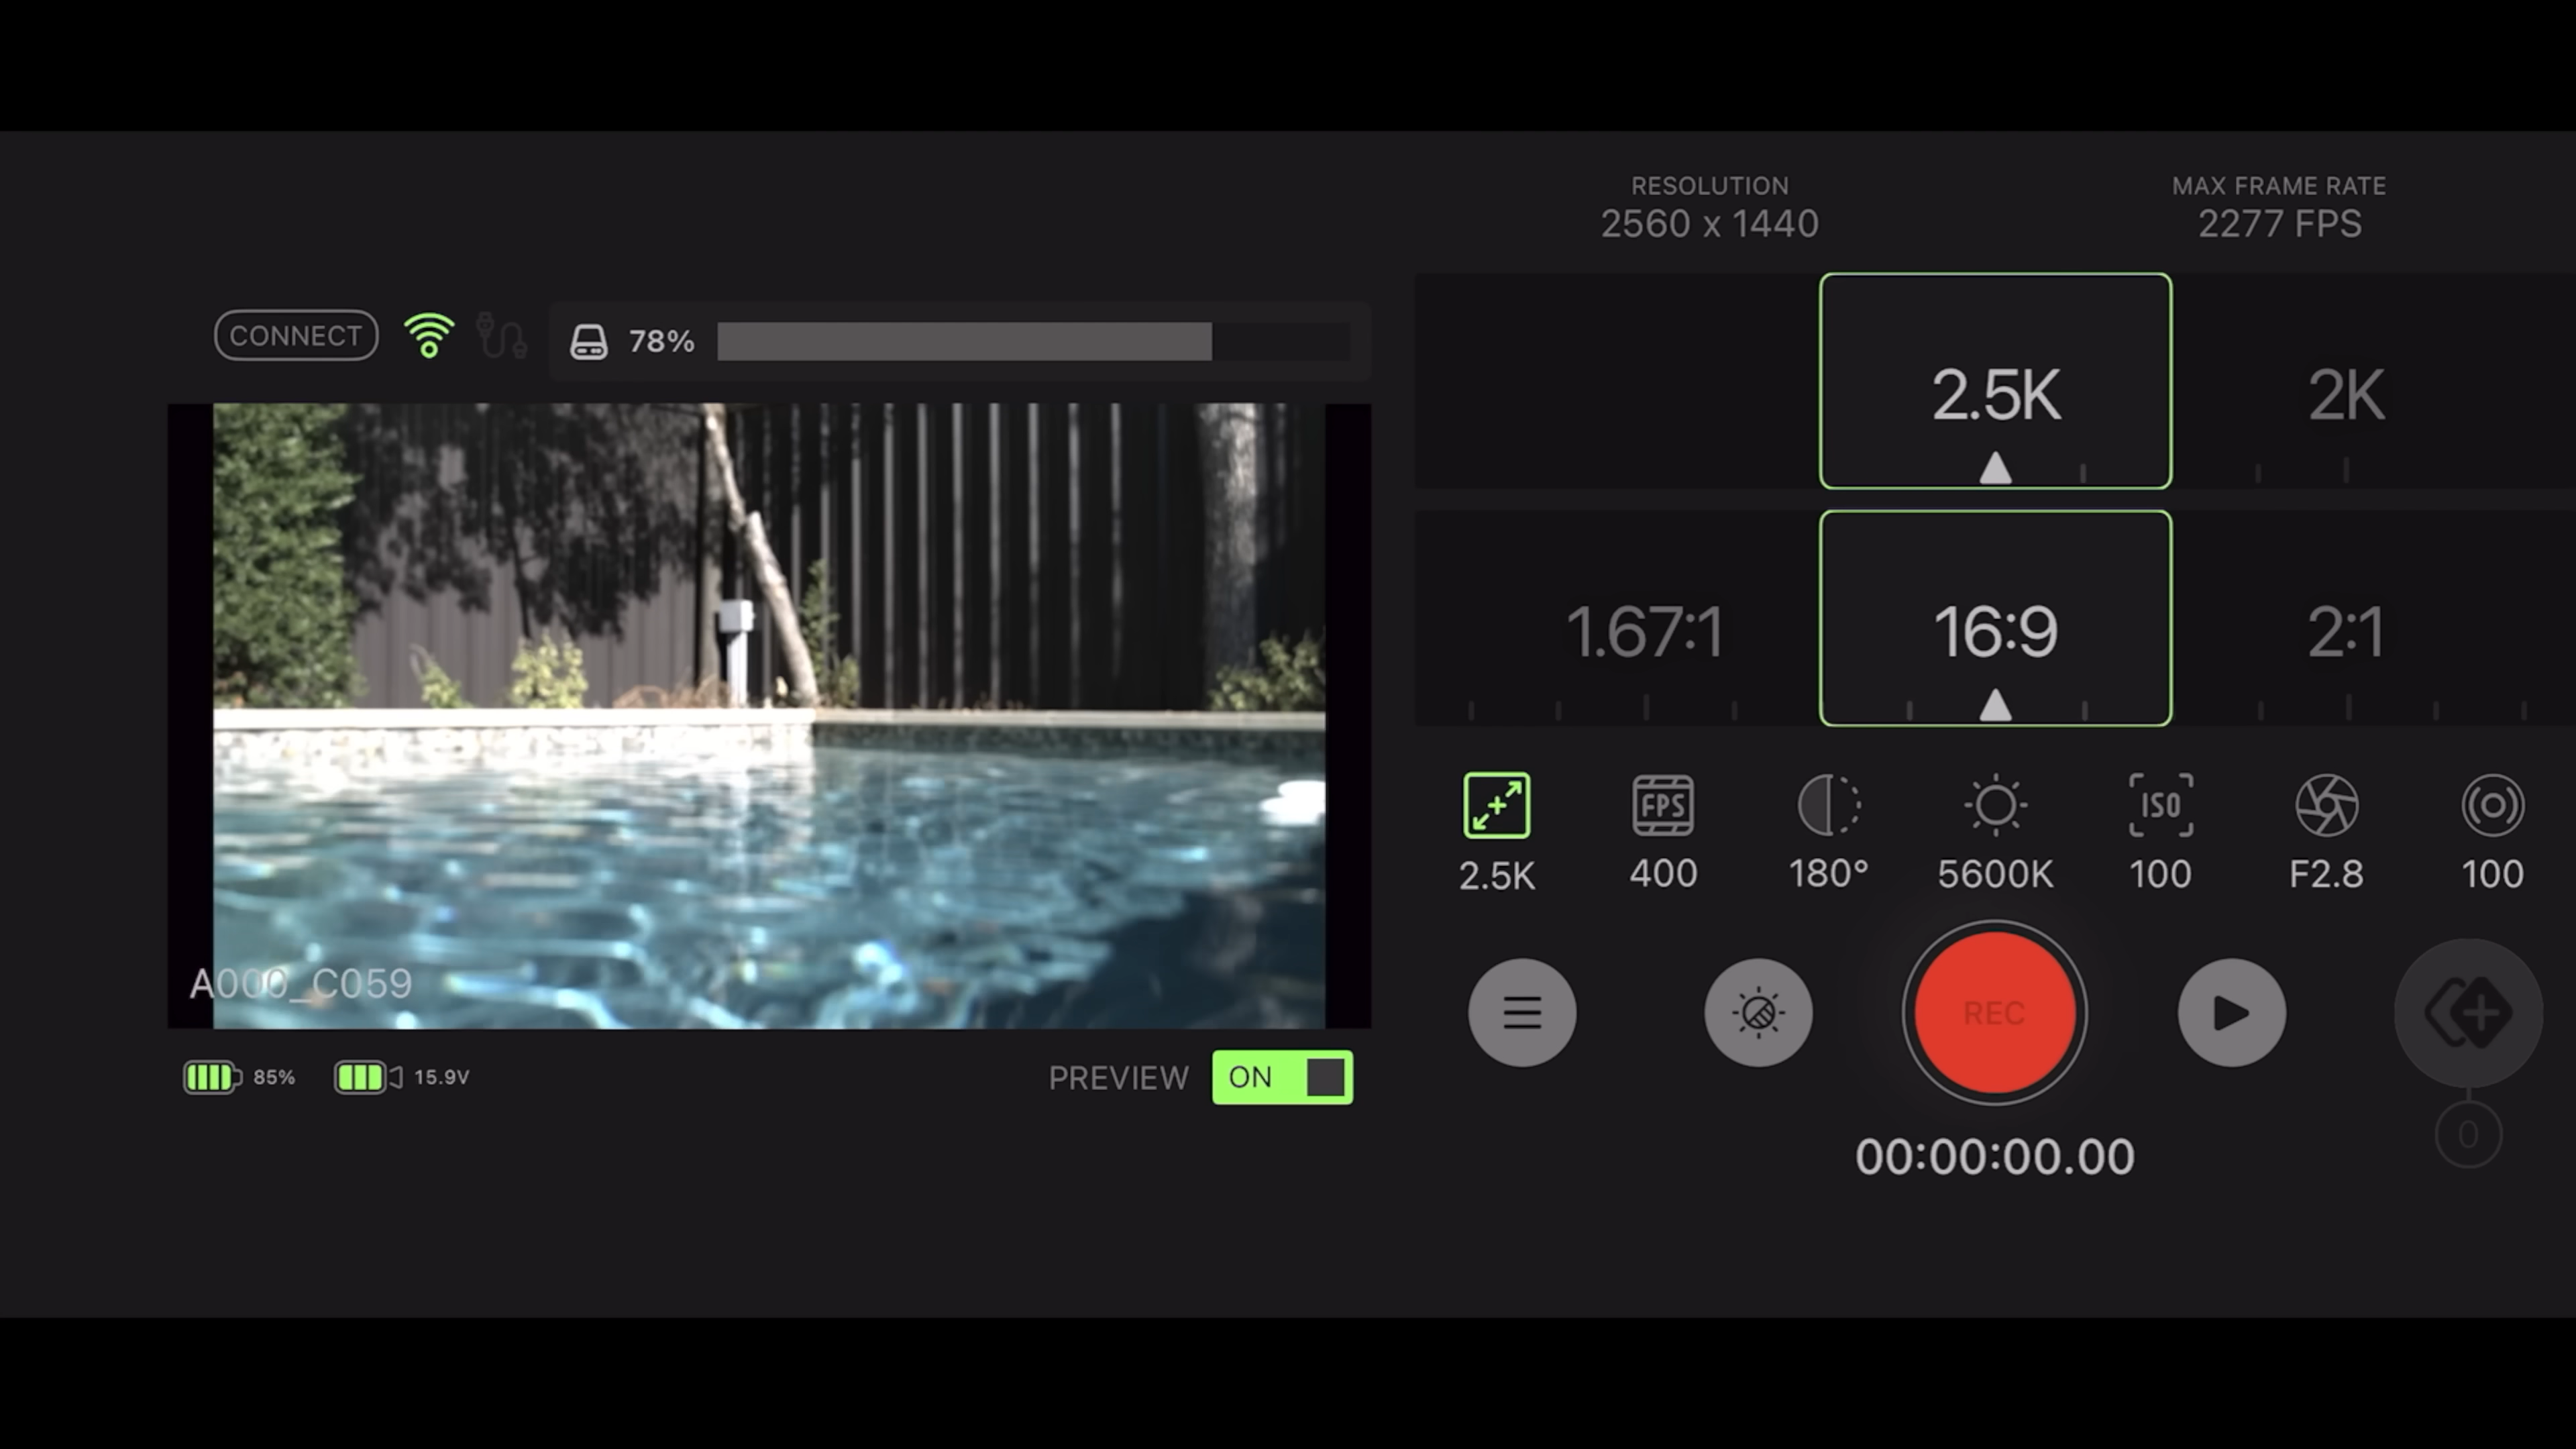 RESOLUTION
2560 x 1440
MAX FRAME RATE
2277 FPS
CONNECT
78%
2.5K
2K
1.67:1
16:9
2:1
FPS
ISO
2.5K
400
180°
5600K
100
F2.8
100
A000_C059
REC
85%
15.9V
PREVIEW
ON
00:00:00.00
0